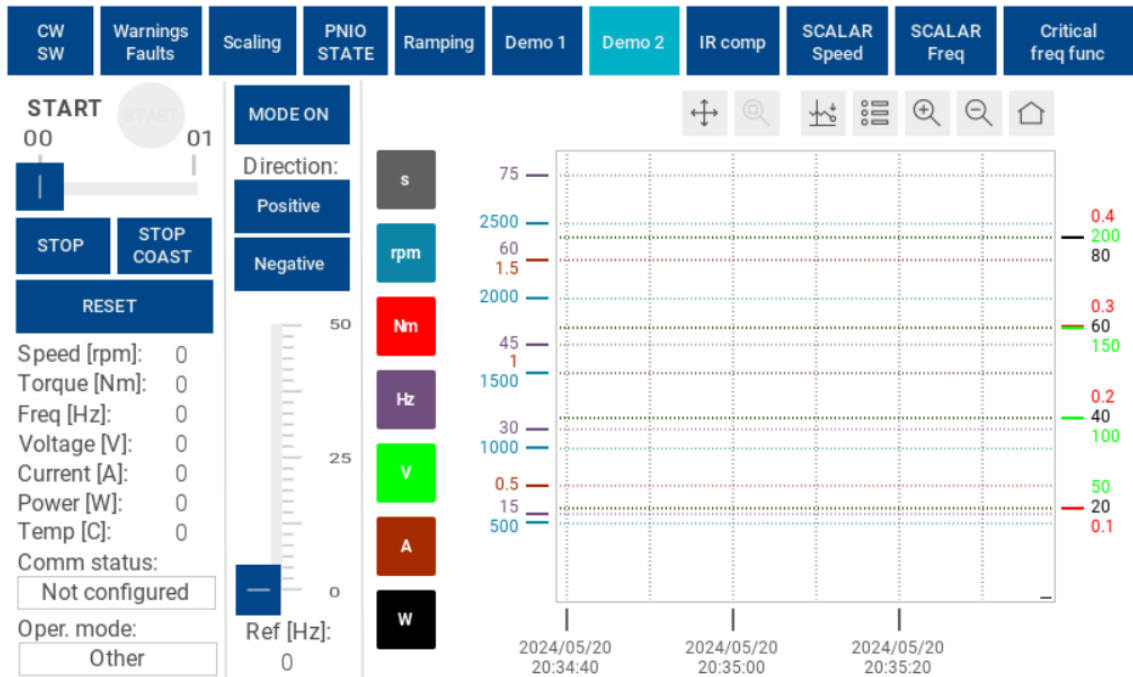 CW
SW
Warnings
Faults
Scaling
PNIO
STATE
Ramping
Demo 1
Demo 2
IR comp
SCALAR
Speed
SCALAR
Freq
Critical
freq func
START
START
00
01
STOP
STOP
COAST
RESET
Speed [rpm]: 0
Torque [Nm]: 0
Freq [Hz]: 0
Voltage [V]: 0
Current [A]: 0
Power [W]: 0
Temp [C]: 0
Comm status:
Not configured
Oper. mode:
Other
MODE ON
Direction:
Positive
Negative
50
25
0
Ref [Hz]:
0
s
rpm
Nm
Hz
V
A
W
75
2500
60
1.5
2000
45
1
1500
30
1000
0.5
15
500
0.4
200
80
0.3
60
150
0.2
40
100
50
20
0.1
2024/05/20
20:34:40
2024/05/20
20:35:00
2024/05/20
20:35:20